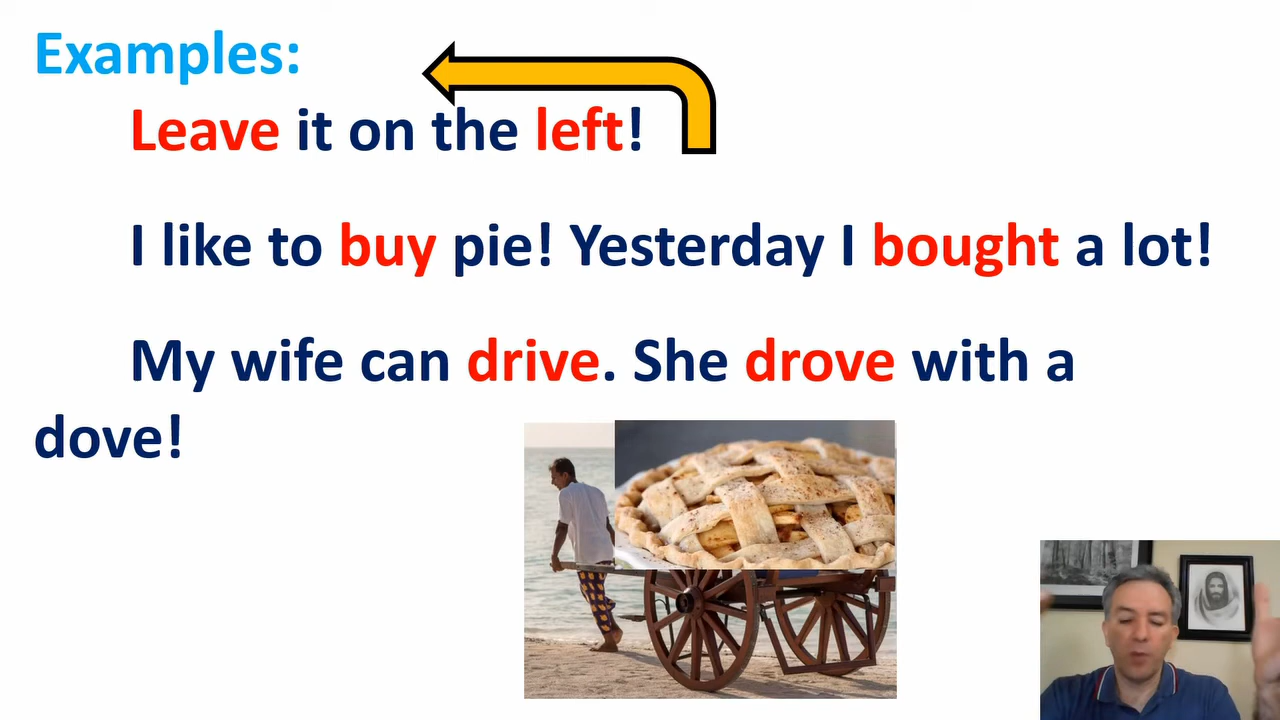 Examples:
Leave it on the left!
I like to buy pie! Yesterday I bought a lot!
My wife can drive. She drove with a
dove!